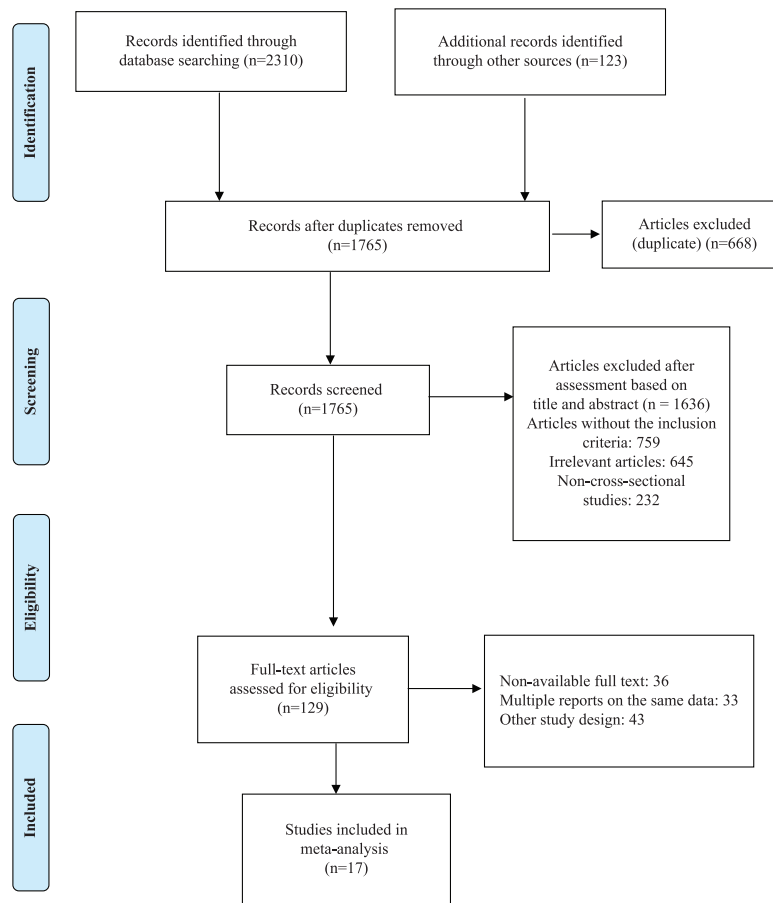 Identification
Records identified through
database searching (n=2310)
Additional records identified
through other sources (n=123)
Records after duplicates removed
(n=1765)
Articles excluded
(duplicate) (n=668)
Screening
Records screened
(n=1765)
Articles excluded after
assessment based on
title and abstract (n = 1636)
Articles without the inclusion
criteria: 759
Irrelevant articles: 645
Non-cross-sectional
studies: 232
Eligibility
Full-text articles
assessed for eligibility
(n=129)
Non-available full text: 36
Multiple reports on the same data: 33
Other study design: 43
Included
Studies included in
meta-analysis
(n=17)